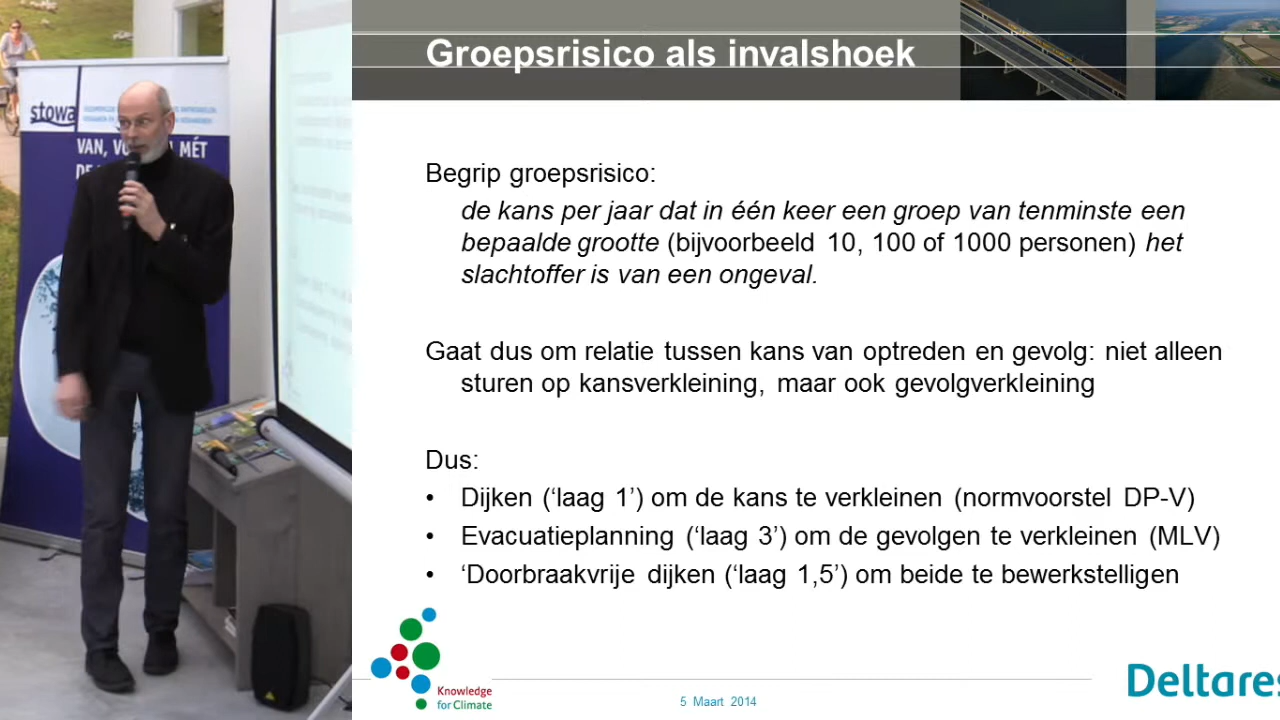 Groepsrisico als invalshoek
stowa
VAN, VOOR EN MÉT
Begrip groepsrisico:
de kans per jaar dat in één keer een groep van tenminste een
bepaalde grootte (bijvoorbeeld 10, 100 of 1000 personen) het
slachtoffer is van een ongeval.
Gaat dus om relatie tussen kans van optreden en gevolg: niet alleen
sturen op kansverkleining, maar ook gevolgverkleining
Dus:
• Dijken (‘laag 1’) om de kans te verkleinen (normvoorstel DP-V)
• Evacuatieplanning (‘laag 3’) om de gevolgen te verkleinen (MLV)
• ‘Doorbraakvrije dijken (‘laag 1,5’) om beide te bewerkstelligen
Knowledge
for Climate
5 Maart 2014
Deltares